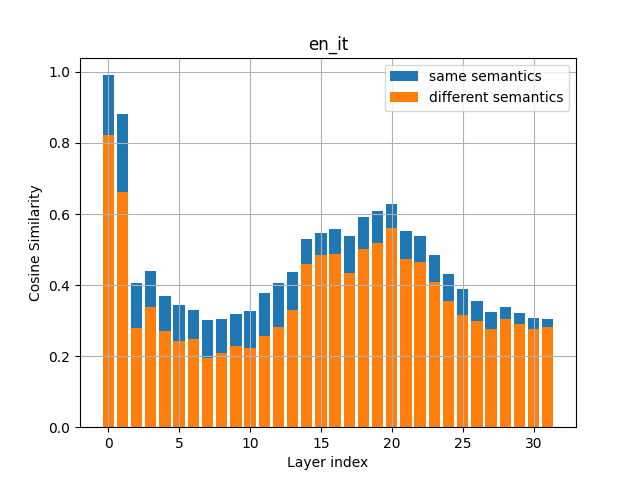 en_it
same semantics
different semantics
Cosine Similarity
1.0
0.8
0.6
0.4
0.2
0.0
0 5 10 15 20 25 30
Layer index